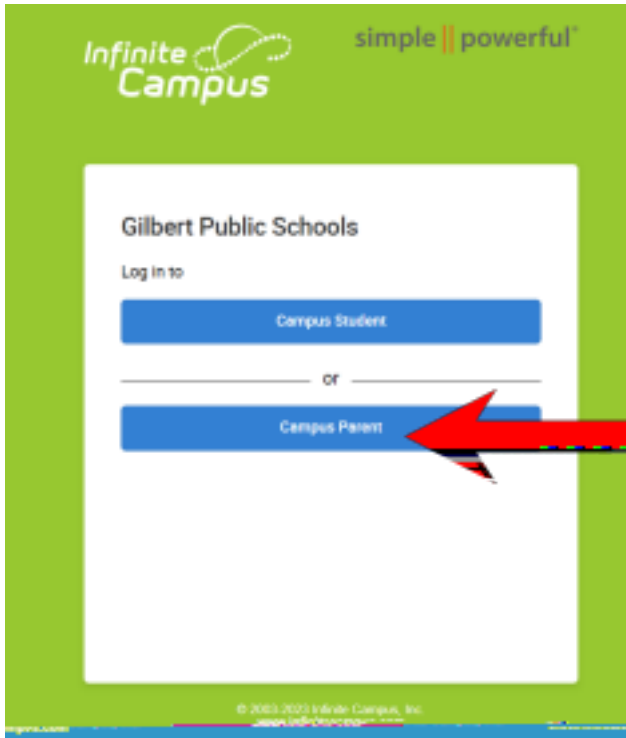 Infinite
Campus
simple || powerful
Gilbert Public Schools
Log in to
Campus Student
or
Campus Parent
© 2003-2023 Infinite Campus, Inc.